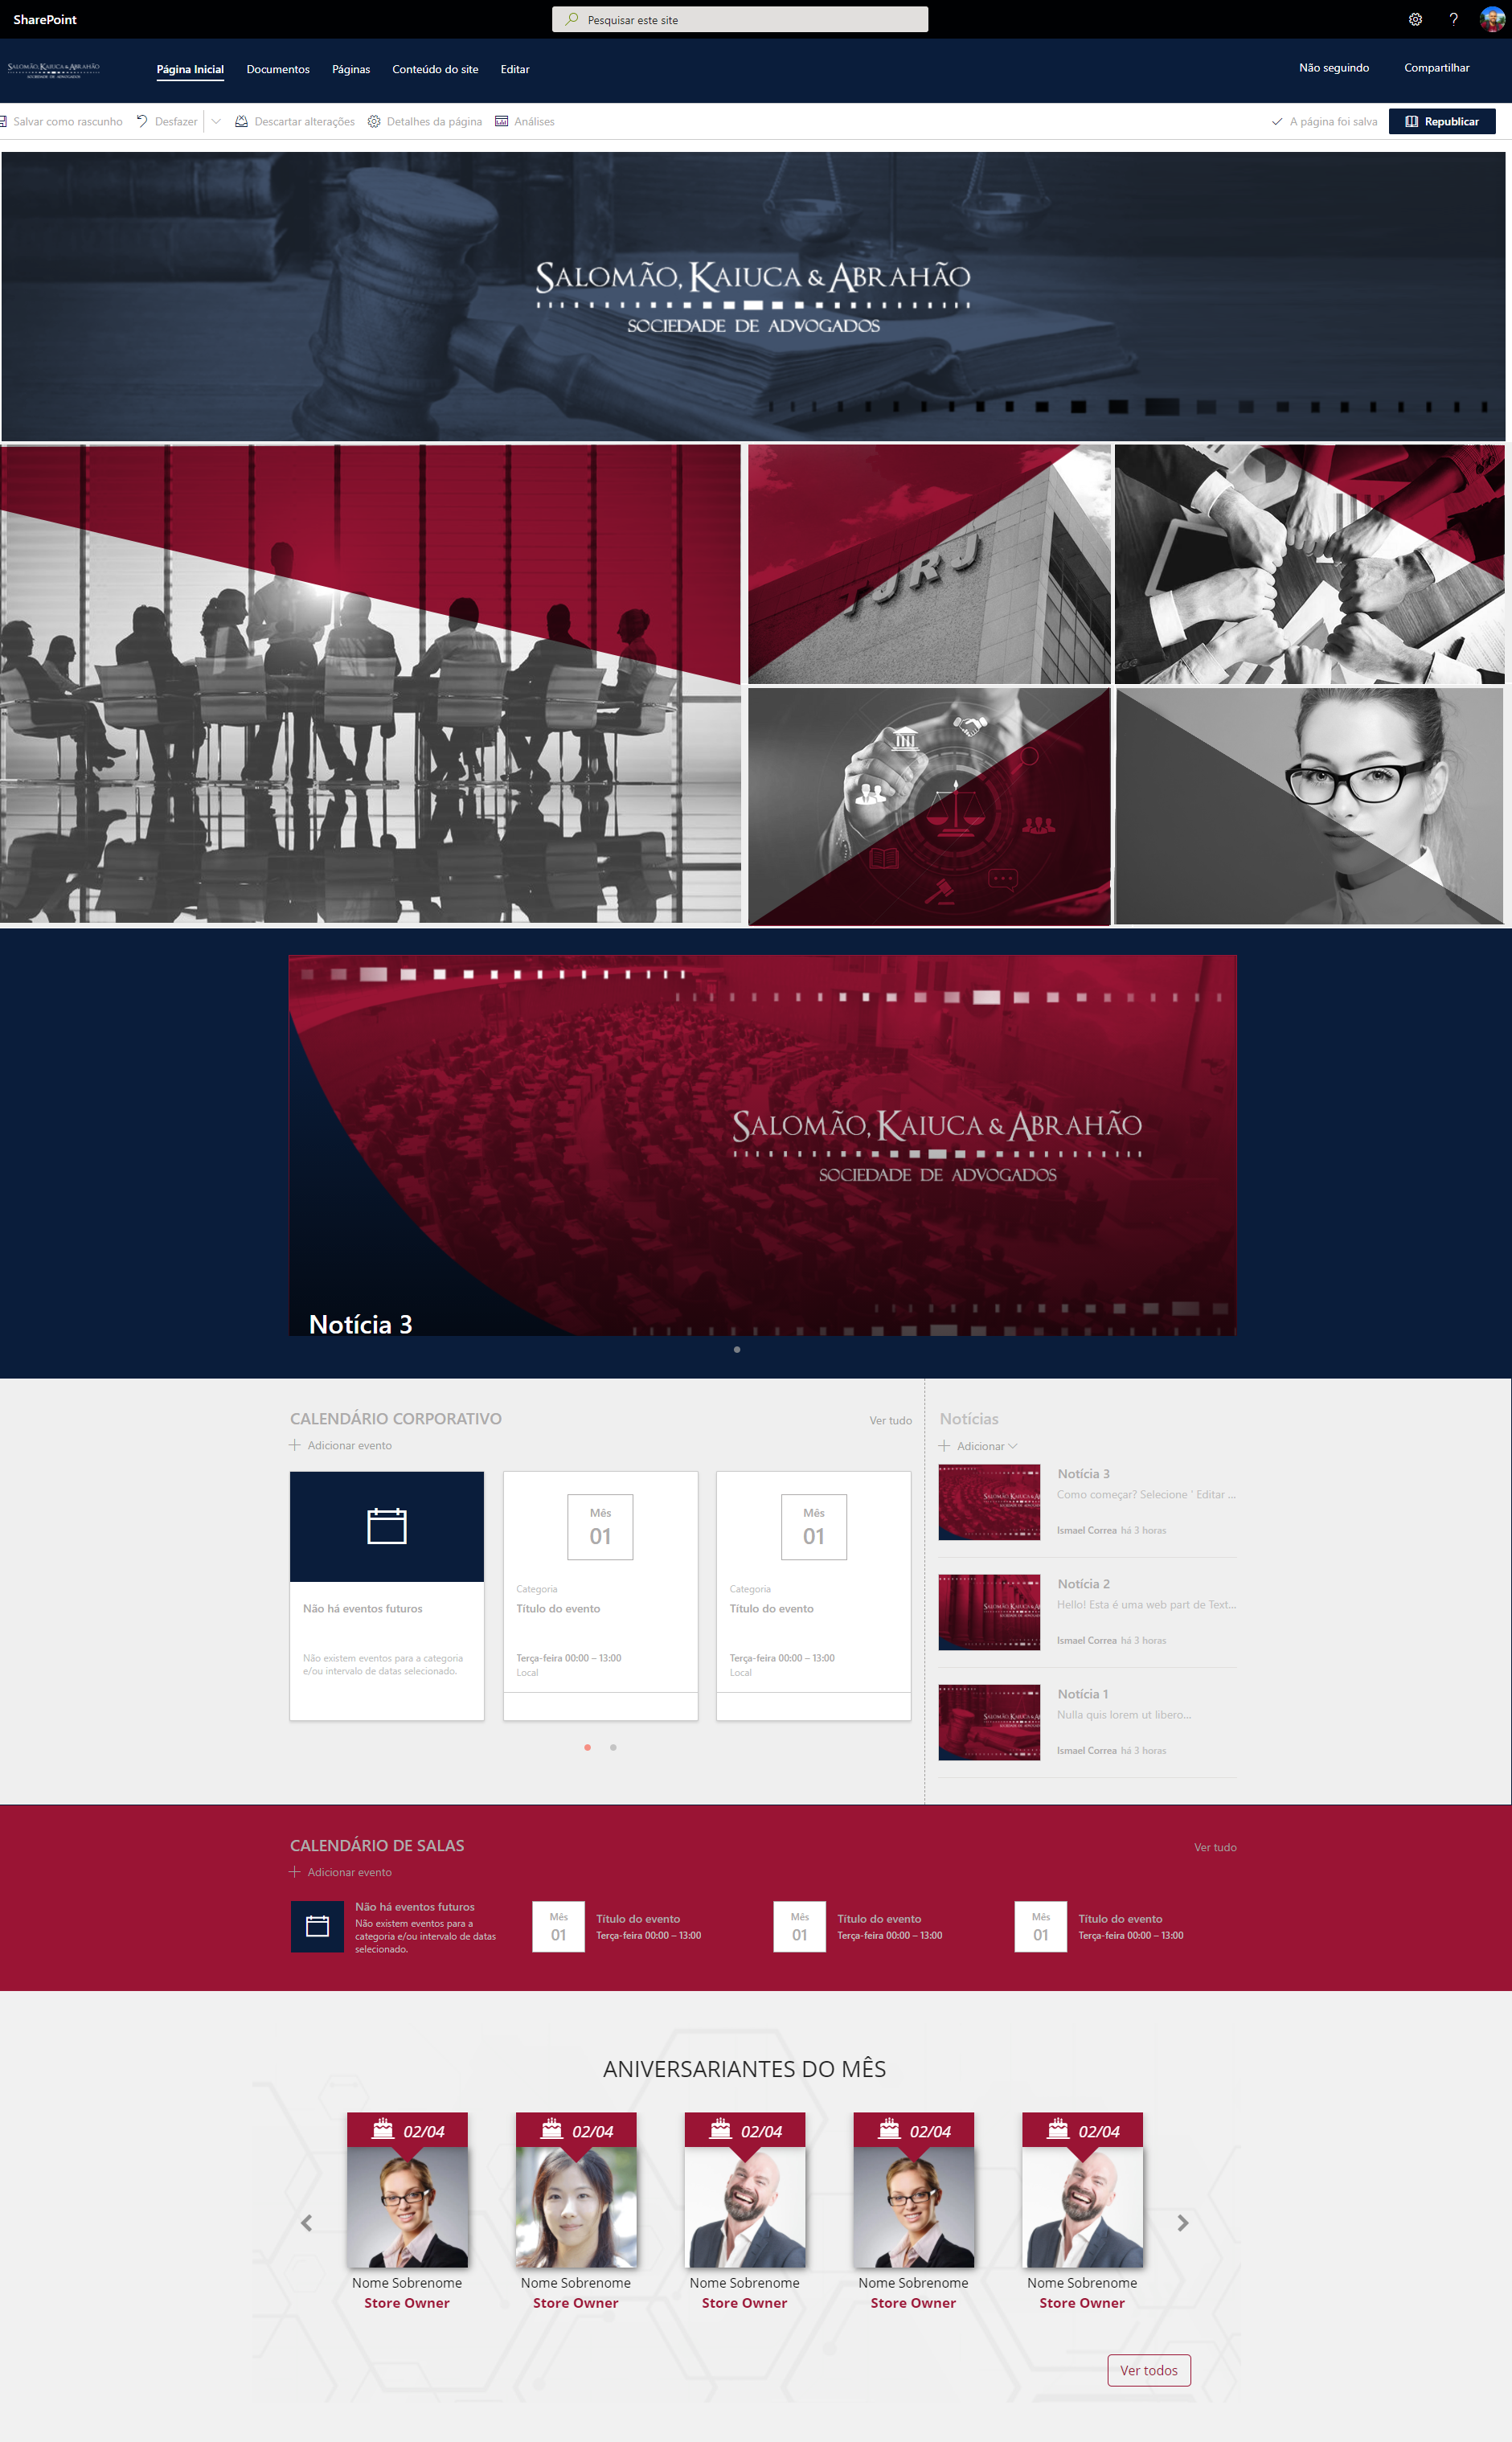 SharePoint
Pesquisar este site
SALOMÃO, KAIUCA & ABRAHÃO
SOCIEDADE DE ADVOGADOS
Página Inicial
Documentos
Páginas
Conteúdo do site
Editar
Não seguindo
Compartilhar
Salvar como rascunho
Desfazer
Descartar alterações
Detalhes da página
Análises
A página foi salva
Republicar
SALOMÃO, KAIUCA & ABRAHÃO
SOCIEDADE DE ADVOGADOS
TJRJ
SALOMÃO, KAIUCA & ABRAHÃO
SOCIEDADE DE ADVOGADOS
Notícia 3
CALENDÁRIO CORPORATIVO
Ver tudo
Adicionar evento
Não há eventos futuros
Não existem eventos para a categoria
e/ou intervalo de datas selecionado.
Mês
01
Categoria
Título do evento
Terça-feira 00:00 – 13:00
Local
Mês
01
Categoria
Título do evento
Terça-feira 00:00 – 13:00
Local
Notícias
Adicionar
SALOMÃO, KAIUCA & ABRAHÃO
Notícia 3
Como começar? Selecione ' Editar ...
Ismael Correa há 3 horas
SALOMÃO, KAIUCA & ABRAHÃO
Notícia 2
Hello! Esta é uma web part de Text...
Ismael Correa há 3 horas
SALOMÃO, KAIUCA & ABRAHÃO
Notícia 1
Nulla quis lorem ut libero...
Ismael Correa há 3 horas
CALENDÁRIO DE SALAS
Ver tudo
Adicionar evento
Não há eventos futuros
Não existem eventos para a
categoria e/ou intervalo de datas
selecionado.
Mês
01
Título do evento
Terça-feira 00:00 – 13:00
Mês
01
Título do evento
Terça-feira 00:00 – 13:00
Mês
01
Título do evento
Terça-feira 00:00 – 13:00
ANIVERSARIANTES DO MÊS
02/04
Nome Sobrenome
Store Owner
02/04
Nome Sobrenome
Store Owner
02/04
Nome Sobrenome
Store Owner
02/04
Nome Sobrenome
Store Owner
02/04
Nome Sobrenome
Store Owner
Ver todos